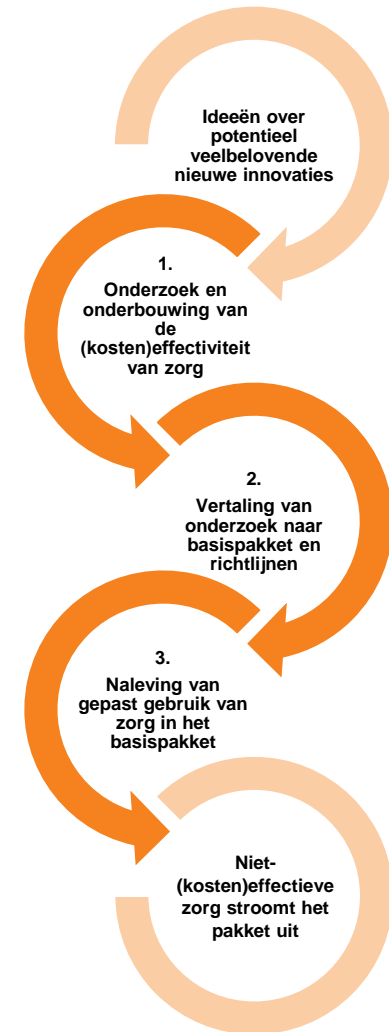 Ideeën over
potentieel
veelbelovende
nieuwe innovaties
1.
Onderzoek en
onderbouwing van
de
(kosten)effectiviteit
van zorg
2.
Vertaling van
onderzoek naar
basispakket en
richtlijnen
3.
Naleving van
gepast gebruik van
zorg in het
basispakket
Niet-
(kosten)effectieve
zorg stroomt het
pakket uit